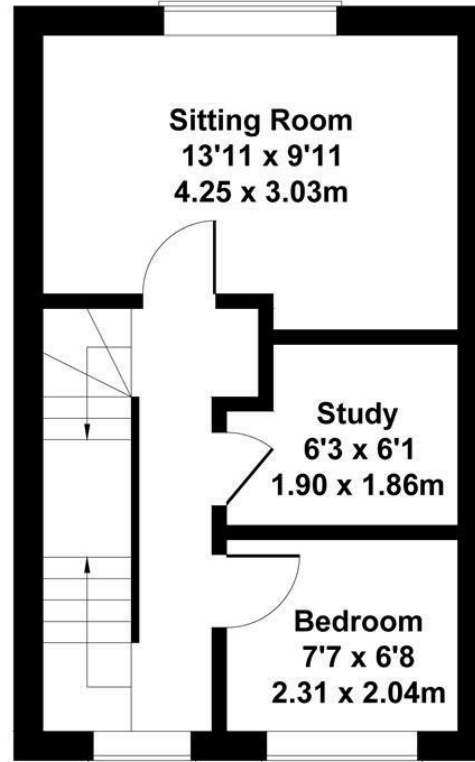 Sitting Room
13'11 x 9'11
4.25 x 3.03m
Study
6'3 x 6'1
1.90 x 1.86m
Bedroom
7'7 x 6'8
2.31 x 2.04m